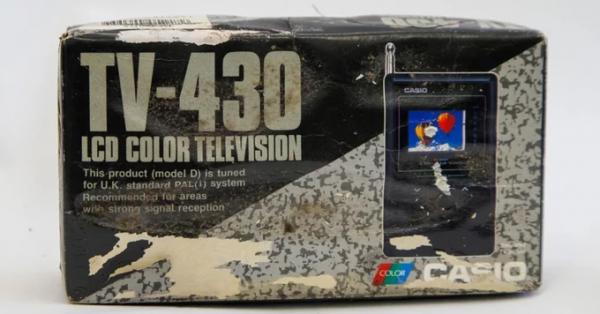 TV-430
LCD COLOR TELEVISION
This product (model D) is tuned
for U.K. standard PAL(I) system
Recommended for areas
with strong signal reception
CASIO
COLOR
CASIO